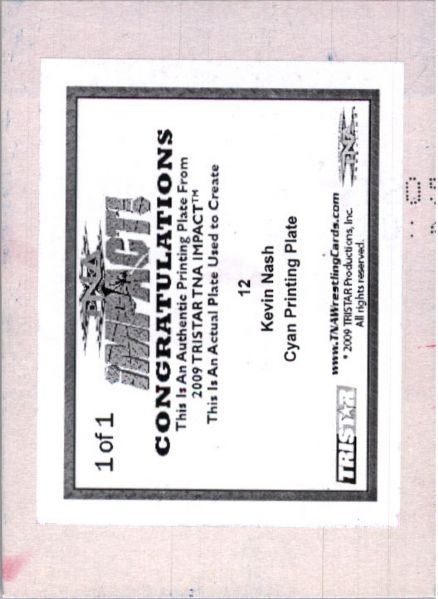 1 of 1
TNA
IMPACT!
CONGRATULATIONS
This Is An Authentic Printing Plate From
2009 TRISTAR TNA IMPACT™
This Is An Actual Plate Used to Create
12
Kevin Nash
Cyan Printing Plate
TRISTAR
www.TNAWrestlingCards.com
* 2009 TRISTAR Productions, Inc.
All rights reserved.
TNA